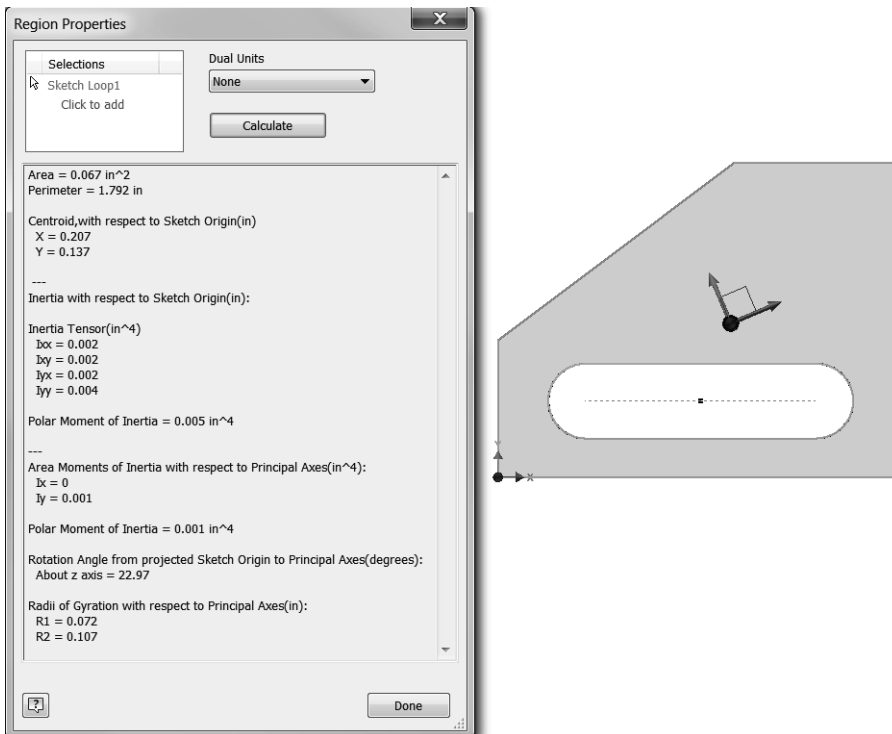 Region Properties
X
Selections
Sketch Loop1
Click to add
Dual Units
None
Calculate
Area = 0.067 in^2
Perimeter = 1.792 in
Centroid,with respect to Sketch Origin(in)
X = 0.207
Y = 0.137
---
Inertia with respect to Sketch Origin(in):
Inertia Tensor(in^4)
Ixx = 0.002
Ixy = 0.002
Iyx = 0.002
Iyy = 0.004
Polar Moment of Inertia = 0.005 in^4
---
Area Moments of Inertia with respect to Principal Axes(in^4):
Ix = 0
Iy = 0.001
Polar Moment of Inertia = 0.001 in^4
Rotation Angle from projected Sketch Origin to Principal Axes(degrees):
About z axis = 22.97
Radii of Gyration with respect to Principal Axes(in):
R1 = 0.072
R2 = 0.107
?
Done
Y
X